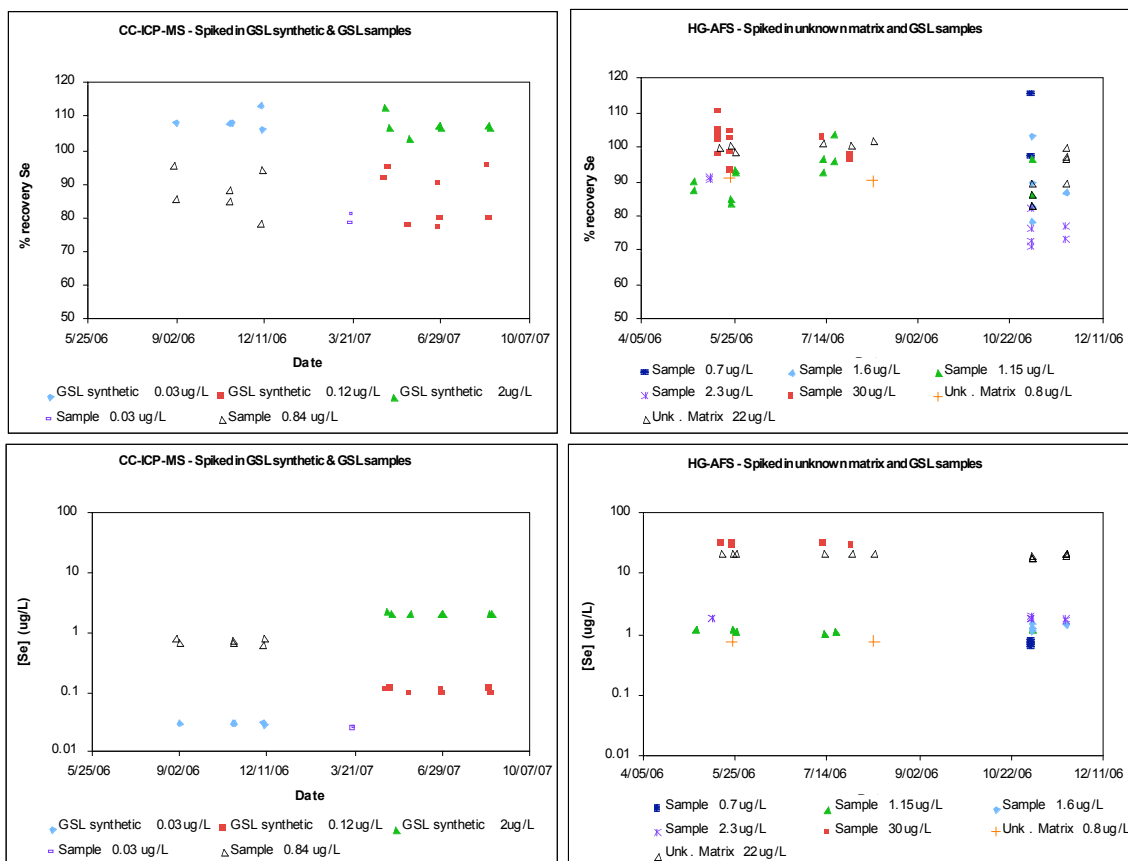 CC-ICP-MS - Spiked in GSL synthetic & GSL samples
120
110
100
90
80
70
60
50
% recovery Se
5/25/06 9/02/06 12/11/06 3/21/07 6/29/07 10/07/07
Date
GSL synthetic 0.03 ug/L GSL synthetic 0.12 ug/L GSL synthetic 2ug/L
Sample 0.03 ug/L Sample 0.84 ug/L
HG-AFS - Spiked in unknown matrix and GSL samples
120
110
100
90
80
70
60
50
% recovery Se
4/05/06 5/25/06 7/14/06 9/02/06 10/22/06 12/11/06
Sample 0.7 ug/L Sample 1.6 ug/L Sample 1.15 ug/L
Sample 2.3 ug/L Sample 30 ug/L Unk. Matrix 0.8 ug/L
Unk. Matrix 22 ug/L
CC-ICP-MS - Spiked in GSL synthetic & GSL samples
100
10
1
0.1
0.01
[Se] (ug/L)
5/25/06 9/02/06 12/11/06 3/21/07 6/29/07 10/07/07
Date
GSL synthetic 0.03 ug/L GSL synthetic 0.12 ug/L GSL synthetic 2ug/L
Sample 0.03 ug/L Sample 0.84 ug/L
HG-AFS - Spiked in unknown matrix and GSL samples
100
10
1
0.1
0.01
[Se] (ug/L)
4/05/06 5/25/06 7/14/06 9/02/06 10/22/06 12/11/06
Sample 0.7 ug/L Sample 1.15 ug/L Sample 1.6 ug/L
Sample 2.3 ug/L Sample 30 ug/L Unk. Matrix 0.8 ug/L
Unk. Matrix 22 ug/L